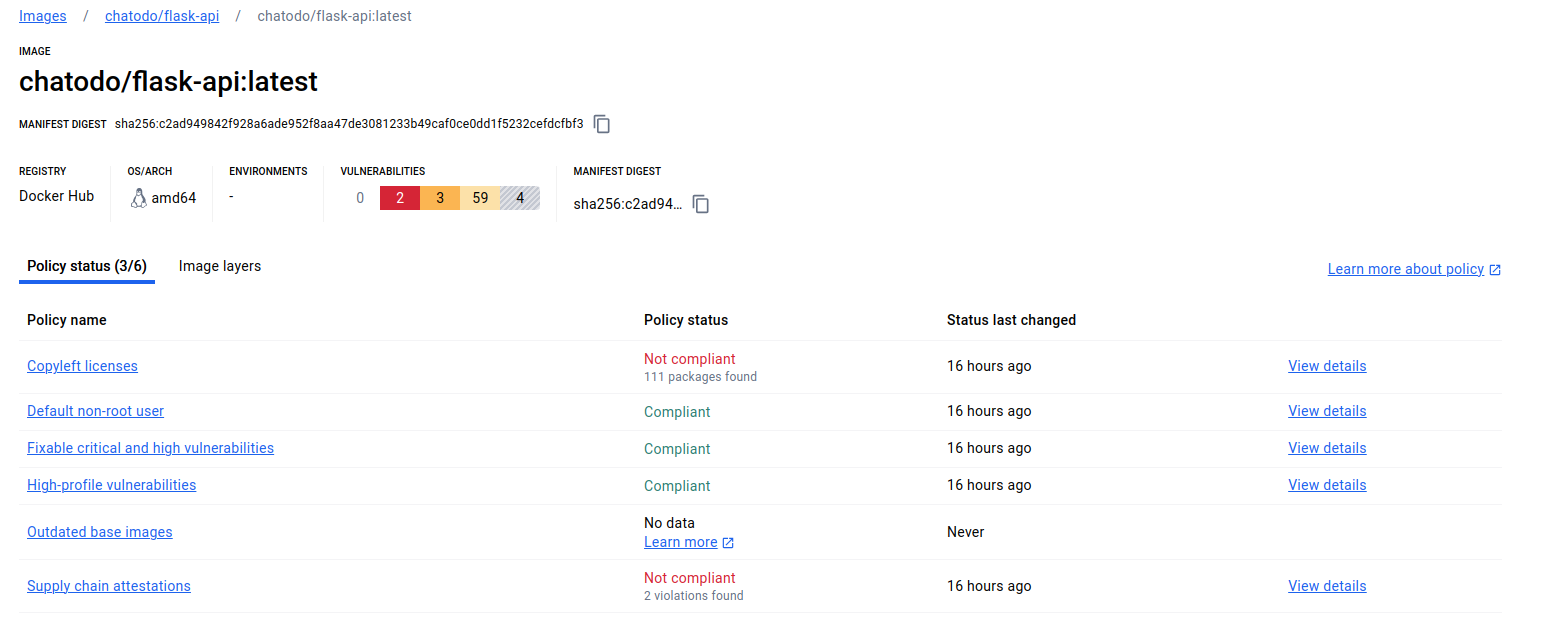 Images / chatodo/flask-api / chatodo/flask-api:latest
IMAGE
chatodo/flask-api:latest
MANIFEST DIGEST sha256:c2ad949842f928a6ade952f8aa47de3081233b49caf0ce0dd1f5232cefdcfbf3
REGISTRY OS/ARCH ENVIRONMENTS VULNERABILITIES MANIFEST DIGEST
Docker Hub amd64 - 0 2 3 59 4 sha256:c2ad94...
Policy status (3/6) Image layers Learn more about policy
Policy name Policy status Status last changed
Copyleft licenses Not compliant 16 hours ago View details
111 packages found
Default non-root user Compliant 16 hours ago View details
Fixable critical and high vulnerabilities Compliant 16 hours ago View details
High-profile vulnerabilities Compliant 16 hours ago View details
Outdated base images No data Never
Learn more
Supply chain attestations Not compliant 16 hours ago View details
2 violations found